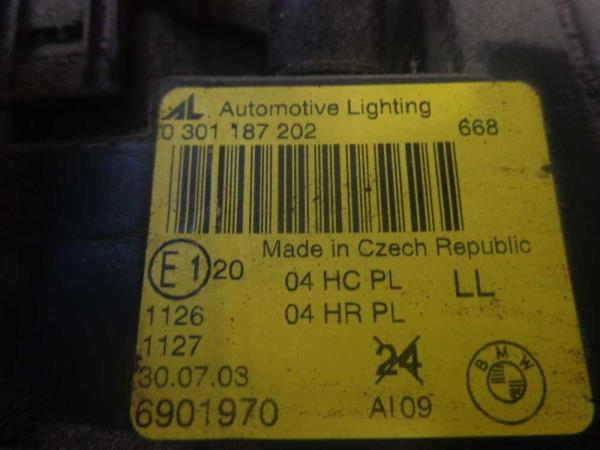 AL Automotive Lighting
0 301 187 202 668
Made in Czech Republic
E1 20 04 HC PL LL
1126 04 HR PL
1127
30.07.03 24
6901970 AI 09
BMW